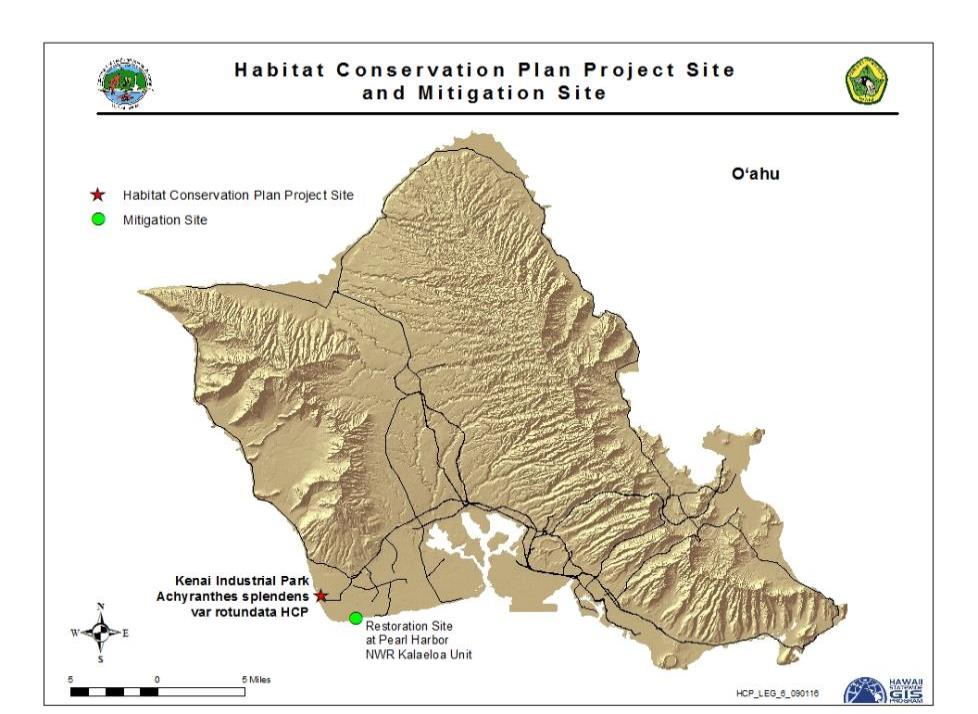 Habitat Conservation Plan Project Site
and Mitigation Site
O‘ahu
Habitat Conservation Plan Project Site
Mitigation Site
Kenai Industrial Park
Achyranthes splendens
var rotundata HCP
Restoration Site
at Pearl Harbor
NWR Kalaeloa Unit
N
W E
S
5 0 5 Miles
HCP_LEG_6_090116
HAWAII
STATEWIDE
GIS
PROGRAM